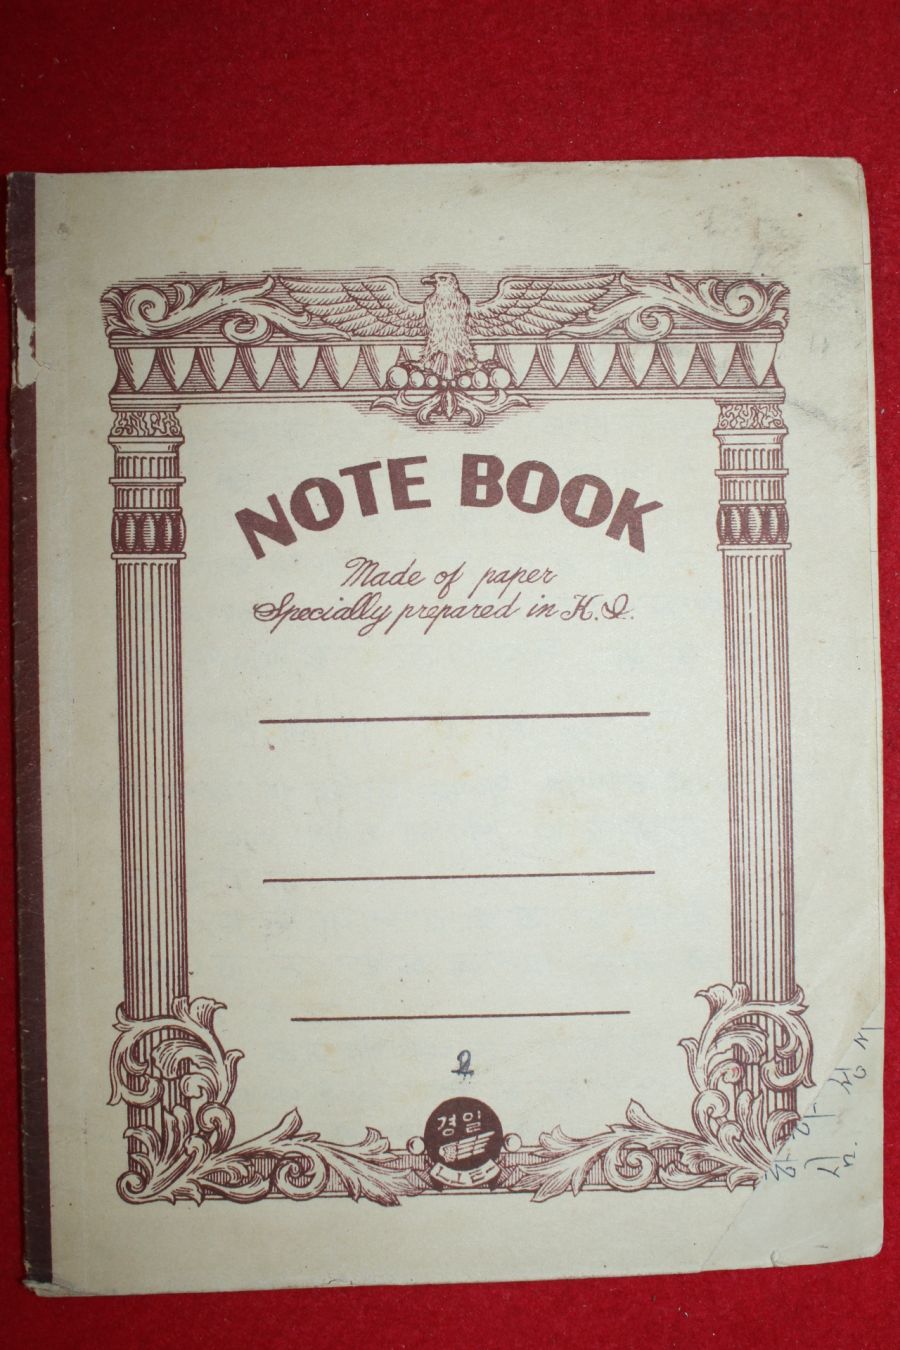 NOTE BOOK
Made of paper
Specially prepared in K.I.
2
경일